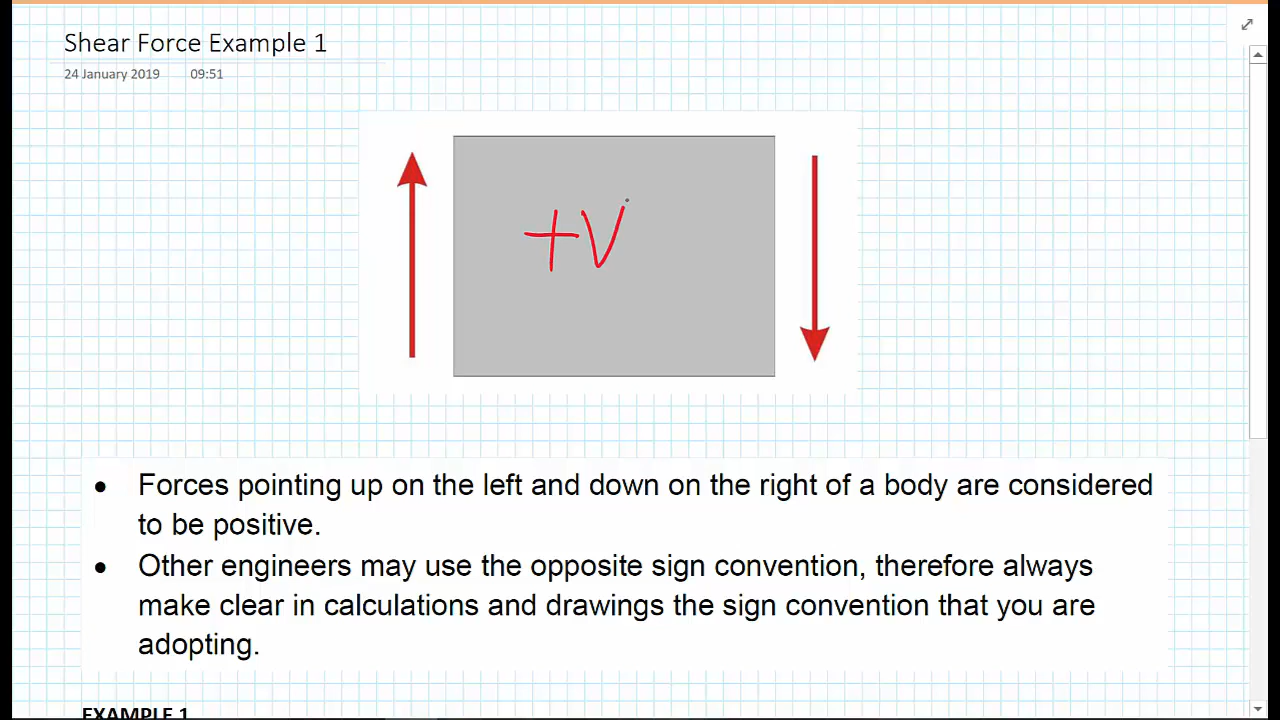 Shear Force Example 1
24 January 2019 09:51
+V
• Forces pointing up on the left and down on the right of a body are considered
to be positive.
• Other engineers may use the opposite sign convention, therefore always
make clear in calculations and drawings the sign convention that you are
adopting.
EXAMPLE 1